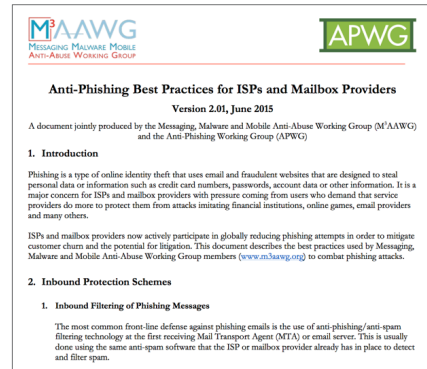 M³AAWG
MESSAGING MALWARE MOBILE
ANTI-ABUSE WORKING GROUP
APWG
Anti-Phishing Best Practices for ISPs and Mailbox Providers
Version 2.01, June 2015
A document jointly produced by the Messaging, Malware and Mobile Anti-Abuse Working Group (M³AAWG)
and the Anti-Phishing Working Group (APWG)
1. Introduction
Phishing is a type of online identity theft that uses email and fraudulent websites that are designed to steal
personal data or information such as credit card numbers, passwords, account data or other information. It is a
major concern for ISPs and mailbox providers with pressure coming from users who demand that service
providers do more to protect them from attacks imitating financial institutions, online games, email providers
and many others.
ISPs and mailbox providers now actively participate in globally reducing phishing attempts in order to mitigate
customer churn and the potential for litigation. This document describes the best practices used by Messaging,
Malware and Mobile Anti-Abuse Working Group members (www.m3aawg.org) to combat phishing attacks.
2. Inbound Protection Schemes
1. Inbound Filtering of Phishing Messages
The most common front-line defense against phishing emails is the use of anti-phishing/anti-spam
filtering technology at the first receiving Mail Transport Agent (MTA) or email server. This is usually
done using the same anti-spam software that the ISP or mailbox provider already has in place to detect
and filter spam.